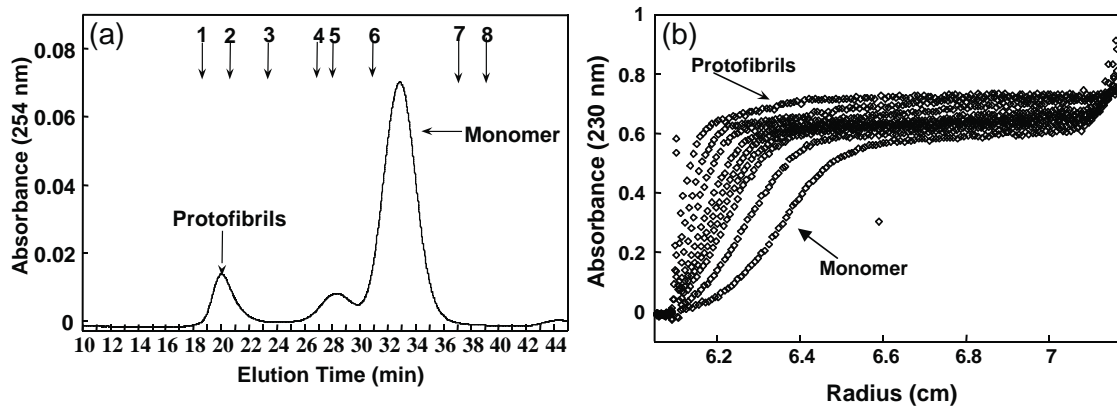 (a)
1 2 3 4 5 6 7 8
0.08
0.06
0.04
0.02
0
Absorbance (254 nm)
Protofibrils
Monomer
10 12 14 16 18 20 22 24 26 28 30 32 34 36 38 40 42 44
Elution Time (min)
(b)
1
0.8
0.6
0.4
0.2
0
Absorbance (230 nm)
Protofibrils
Monomer
6.2 6.4 6.6 6.8 7
Radius (cm)